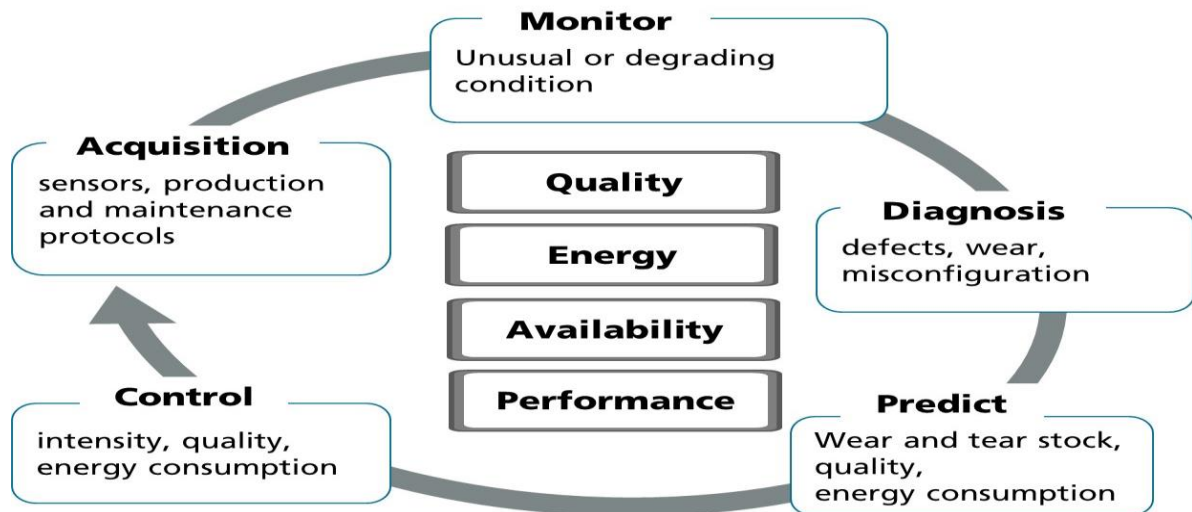 Monitor
Unusual or degrading
condition
Acquisition
sensors, production
and maintenance
protocols
Quality
Energy
Availability
Performance
Diagnosis
defects, wear,
misconfiguration
Control
intensity, quality,
energy consumption
Predict
Wear and tear stock,
quality,
energy consumption